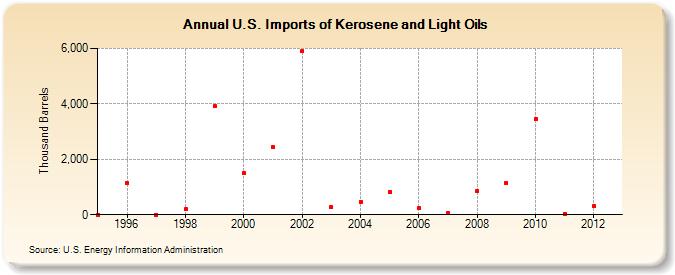 Annual U.S. Imports of Kerosene and Light Oils
Thousand Barrels
6,000
4,000
2,000
0
1996 1998 2000 2002 2004 2006 2008 2010 2012
Source: U.S. Energy Information Administration